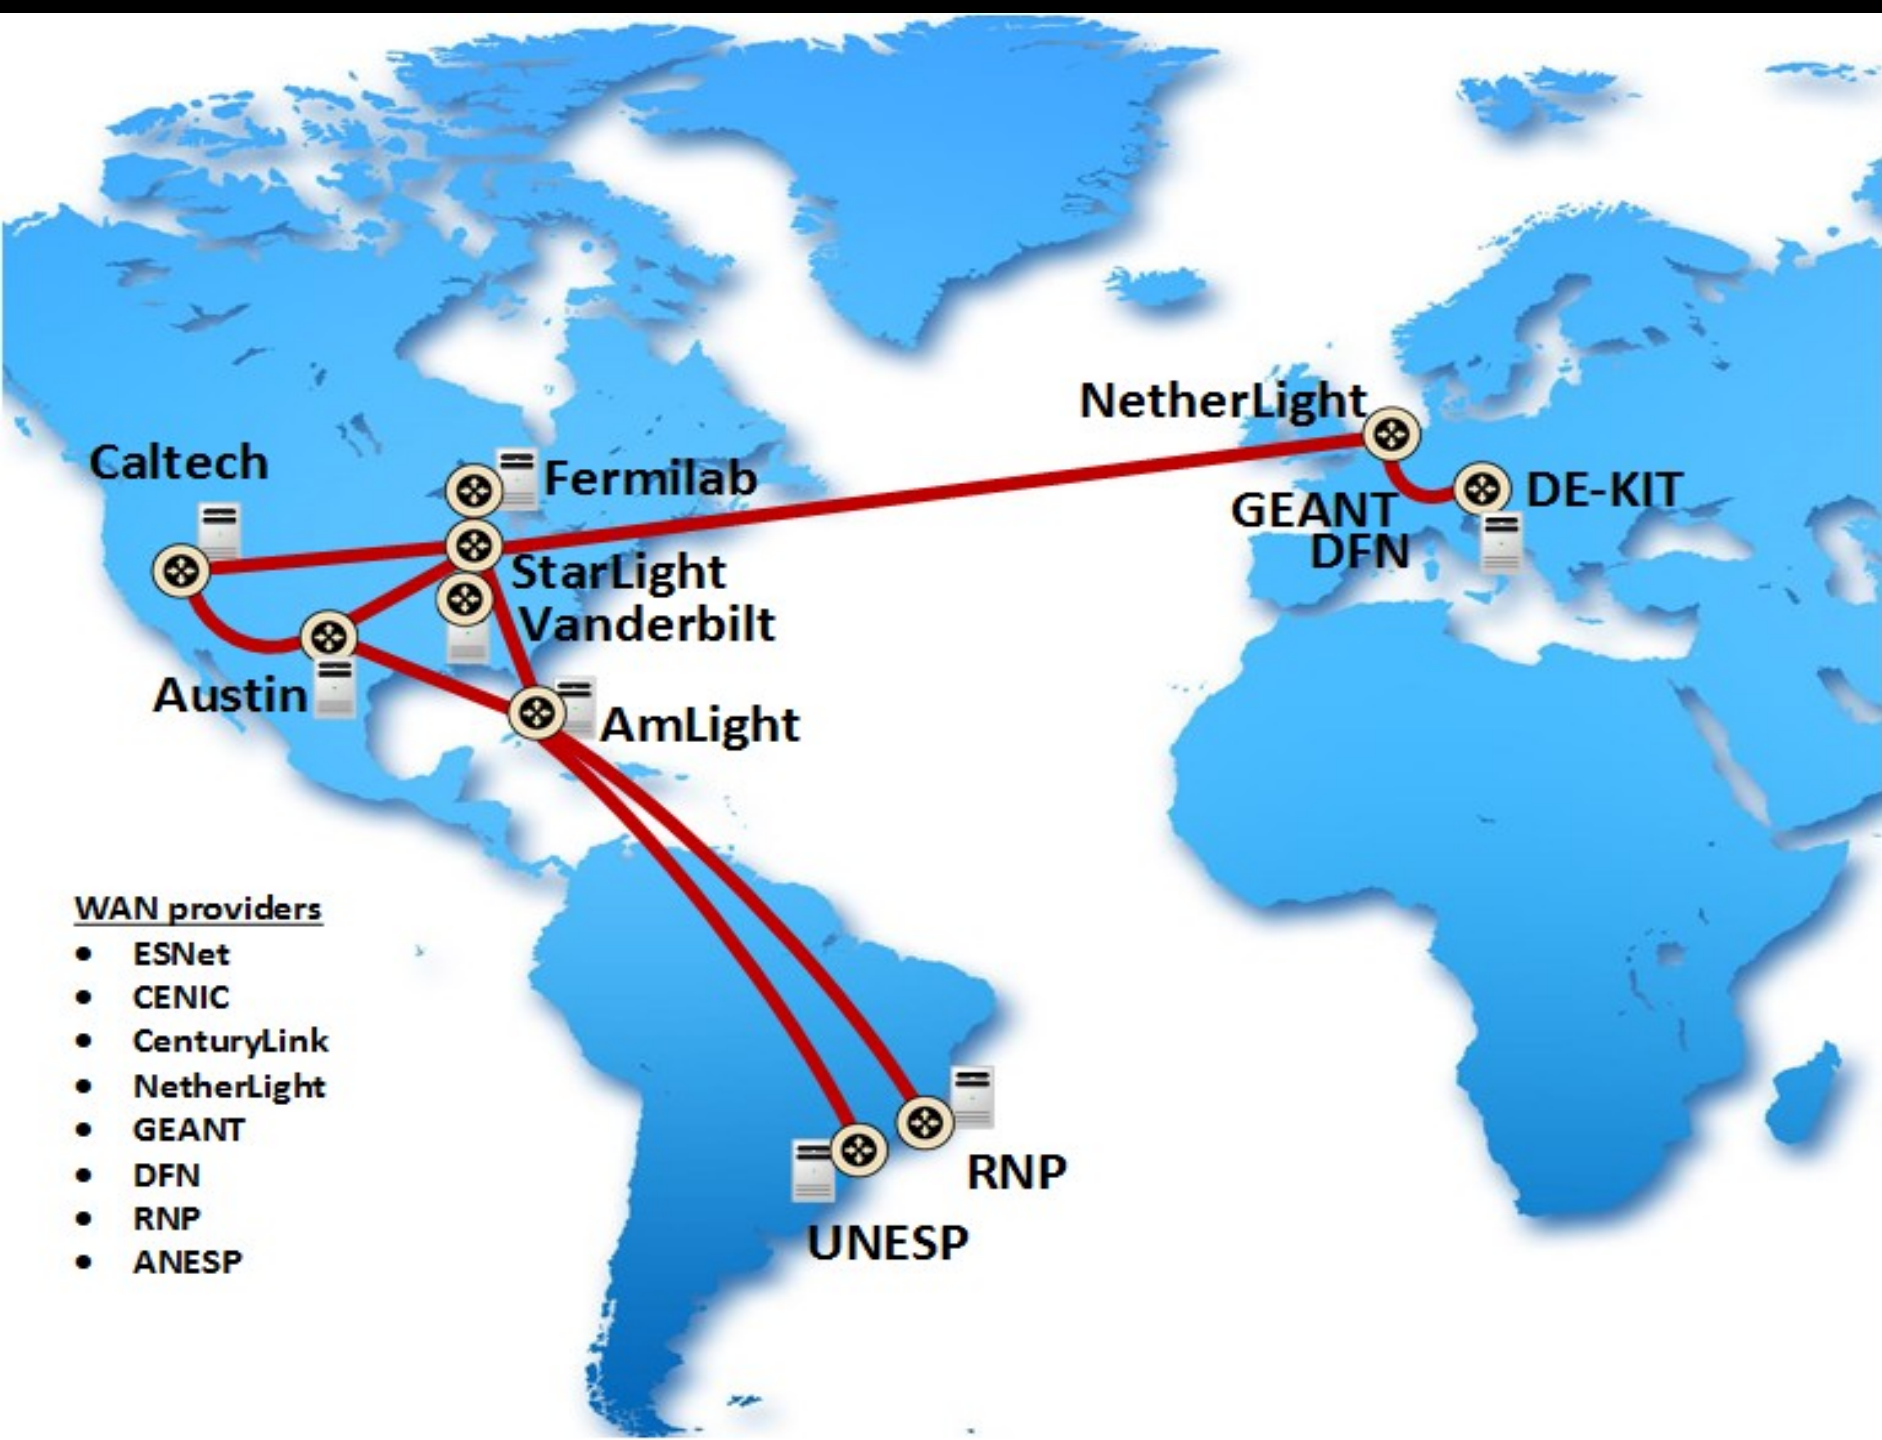 NetherLight
Caltech
Fermilab
DE-KIT
GEANT
DFN
StarLight
Vanderbilt
Austin
AmLight
WAN providers
• ESNet
• CENIC
• CenturyLink
• NetherLight
• GEANT
• DFN
• RNP
• ANESP
RNP
UNESP